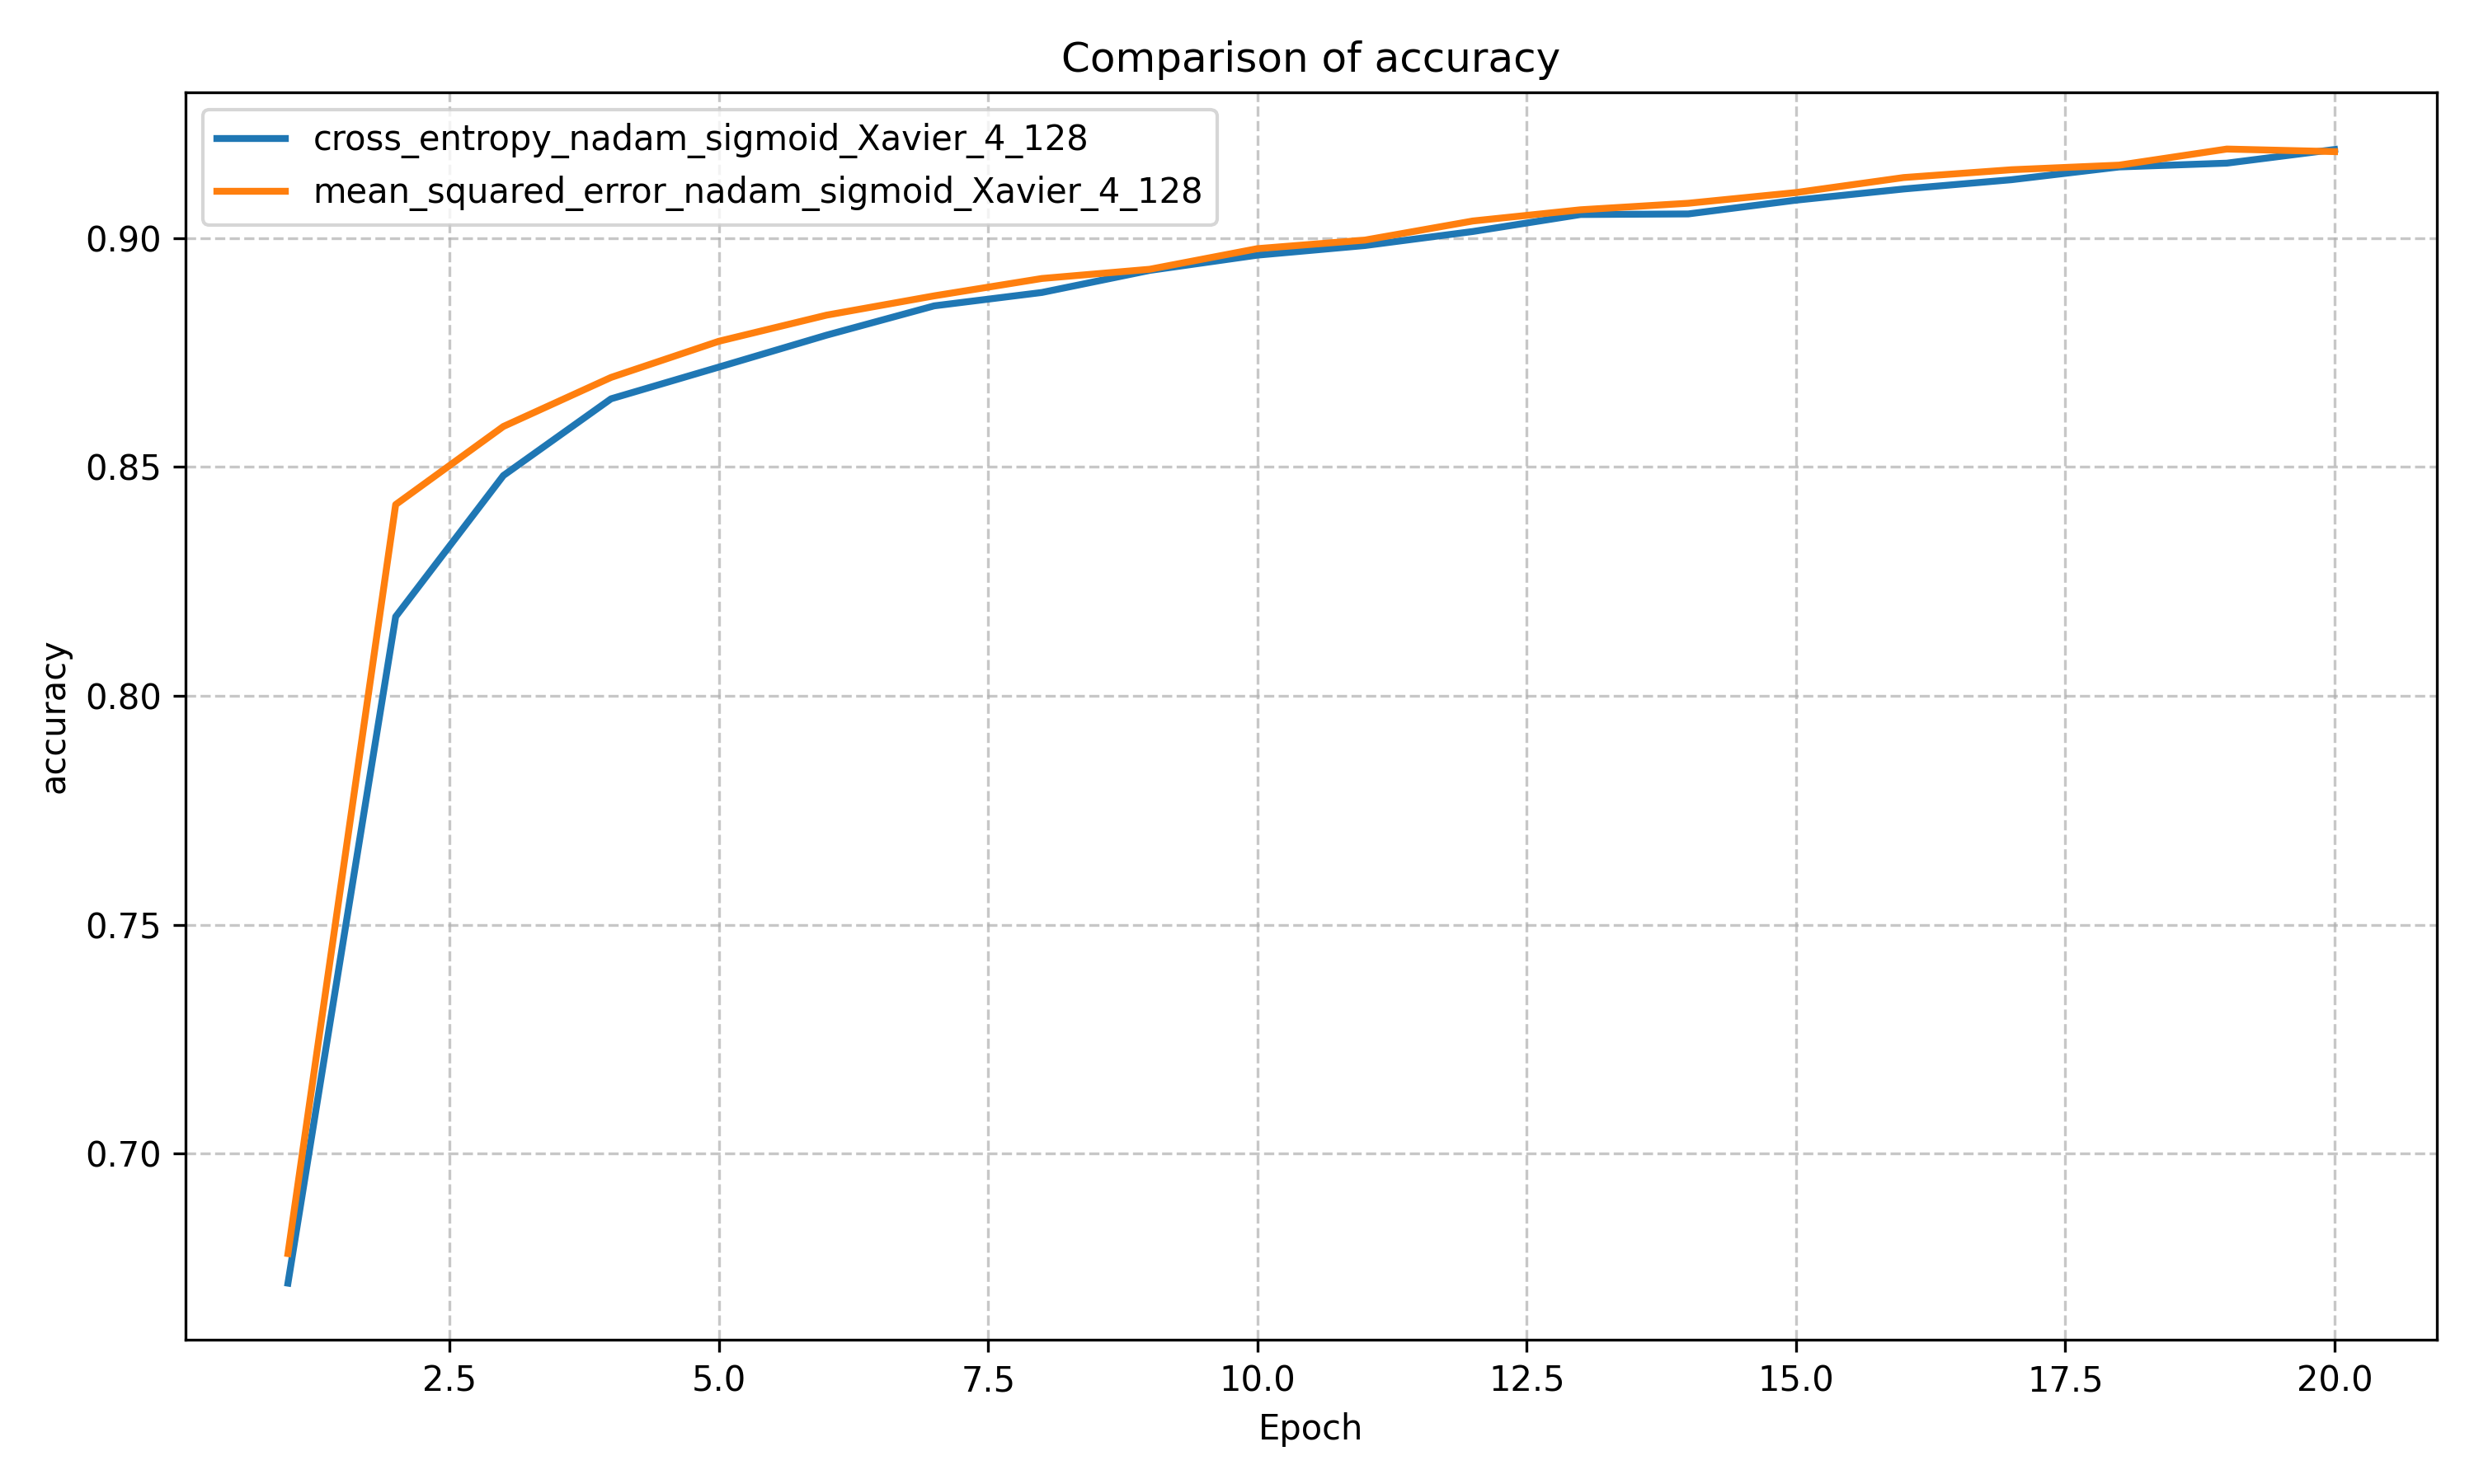 Comparison of accuracy
cross_entropy_nadam_sigmoid_Xavier_4_128
mean_squared_error_nadam_sigmoid_Xavier_4_128
accuracy
0.90
0.85
0.80
0.75
0.70
2.5 5.0 7.5 10.0 12.5 15.0 17.5 20.0
Epoch